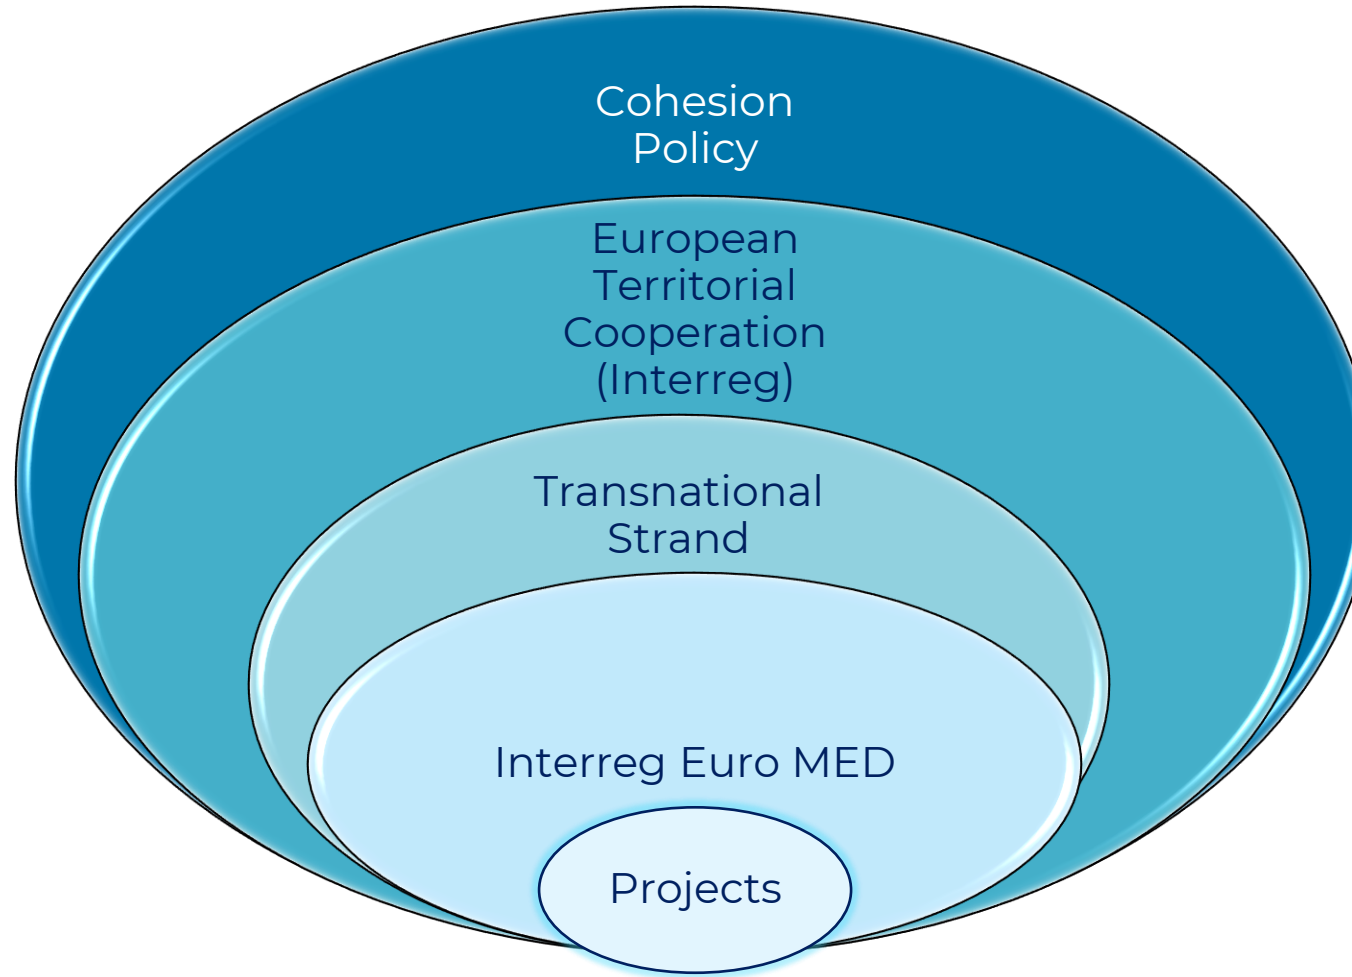 Cohesion
Policy
European
Territorial
Cooperation
(Interreg)
Transnational
Strand
Interreg Euro MED
Projects